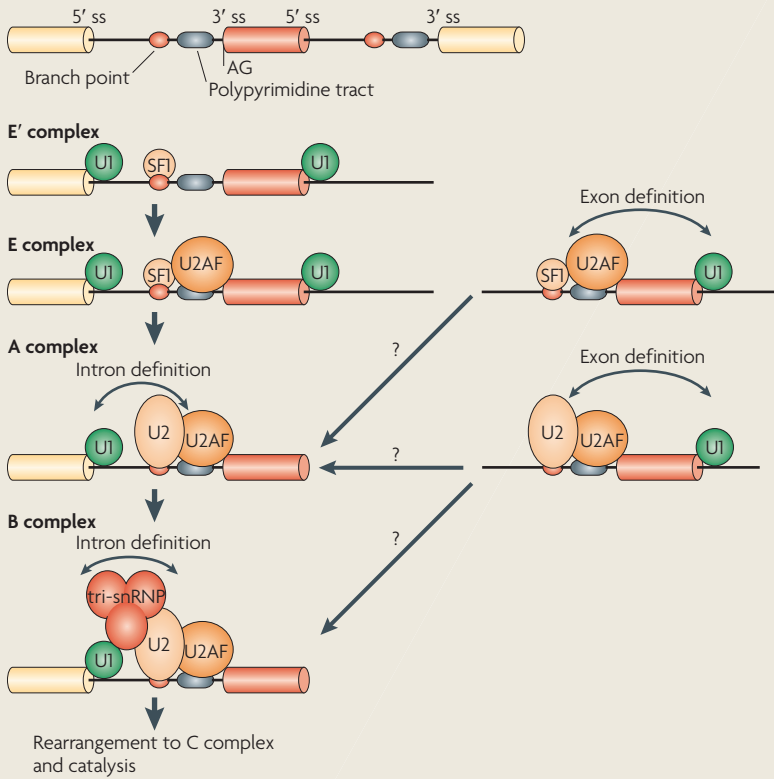 5′ ss 3′ ss 5′ ss 3′ ss
Branch point
AG
Polypyrimidine tract
E′ complex
U1 SF1 U1
Exon definition
E complex
U1 SF1 U2AF U1
SF1 U2AF U1
A complex
?
Intron definition
Exon definition
U1 U2 U2AF
?
U2 U2AF U1
B complex
Intron definition
?
tri-snRNP
U1 U2 U2AF
Rearrangement to C complex
and catalysis